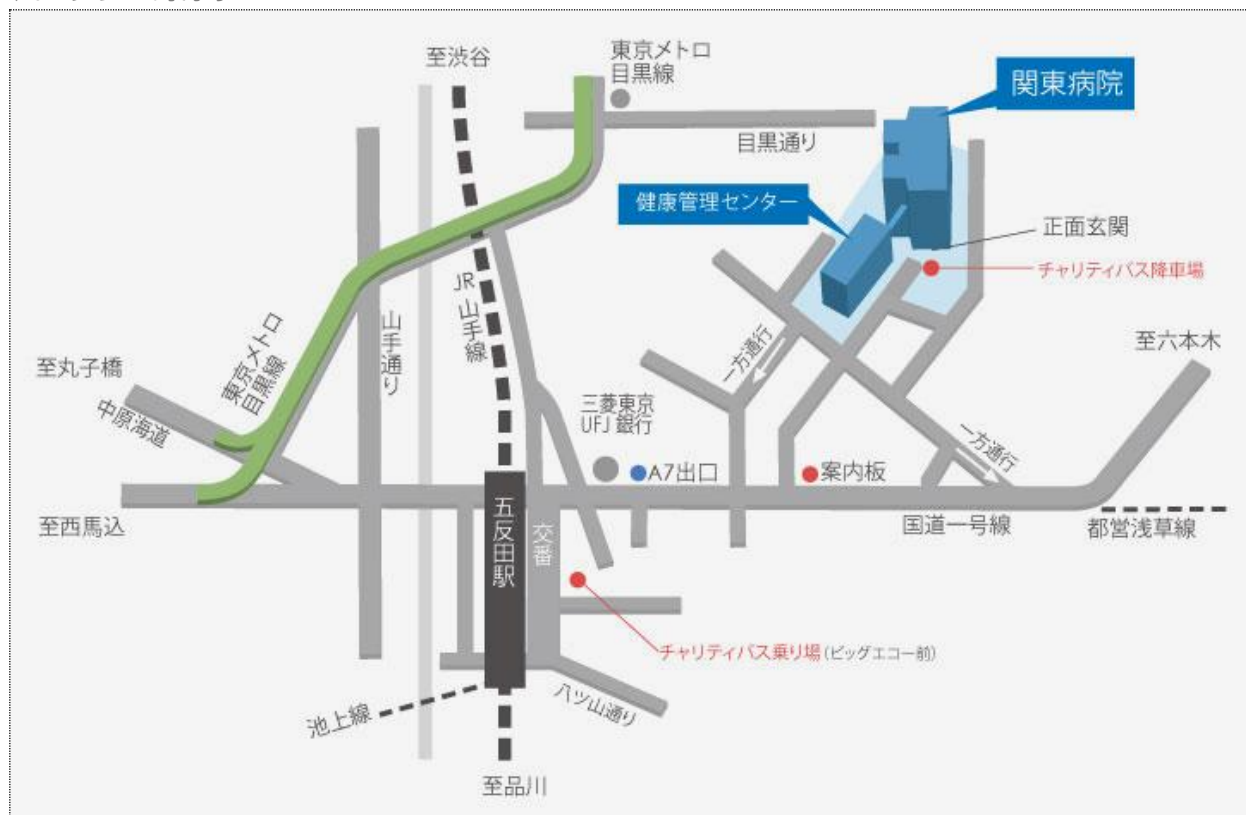 至渋谷
東京メトロ
目黒線
関東病院
目黒通り
健康管理センター
正面玄関
チャリティバス降車場
JR 山手線
山手通り
東京メトロ
目黒線
至丸子橋
中原海道
一方通行
至六本木
三菱東京
UFJ 銀行
一方通行
A7出口
案内板
至西馬込
五反田駅
交番
国道一号線
都営浅草線
チャリティバス乗り場(ビッグエコー前)
八ツ山通り
池上線
至品川